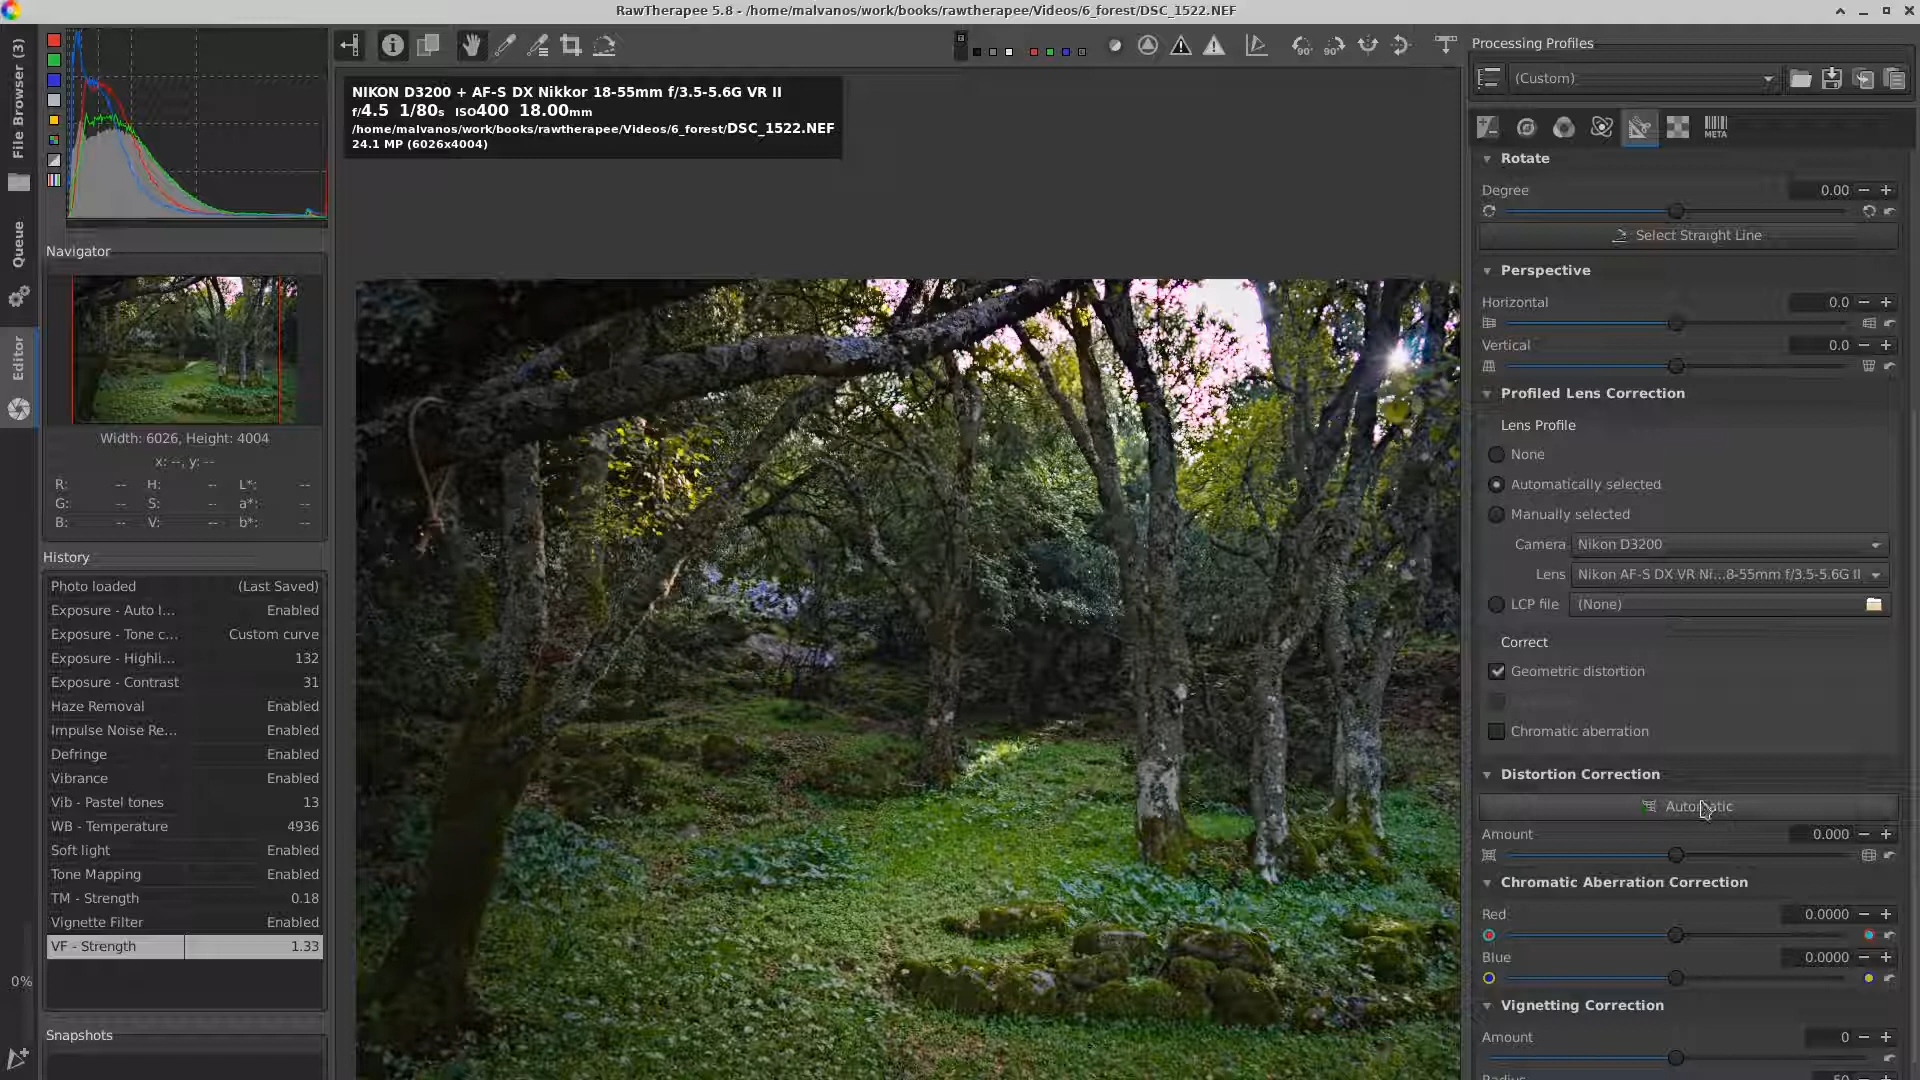 RawTherapee 5.8 - /home/malvanos/work/books/rawtherapee/Videos/6_forest/DSC_1522.NEF
File Browser (3)
Queue
Editor
0%
Navigator
Width: 6026, Height: 4004
x: --, y: --
R: -- H: -- L*: --
G: -- S: -- a*: --
B: -- V: -- b*: --
History
Photo loaded (Last Saved)
Exposure - Auto l... Enabled
Exposure - Tone c... Custom curve
Exposure - Highli... 132
Exposure - Contrast 31
Haze Removal Enabled
Impulse Noise Re... Enabled
Defringe Enabled
Vibrance Enabled
Vib - Pastel tones 13
WB - Temperature 4936
Soft light Enabled
Tone Mapping Enabled
TM - Strength 0.18
Vignette Filter Enabled
VF - Strength 1.33
Snapshots
NIKON D3200 + AF-S DX Nikkor 18-55mm f/3.5-5.6G VR II
f/4.5 1/80s ISO400 18.00mm
/home/malvanos/work/books/rawtherapee/Videos/6_forest/DSC_1522.NEF
24.1 MP (6026x4004)
Processing Profiles
(Custom)
META
Rotate
Degree 0.00
Select Straight Line
Perspective
Horizontal 0.0
Vertical 0.0
Profiled Lens Correction
Lens Profile
None
Automatically selected
Manually selected
Camera Nikon D3200
Lens Nikon AF-S DX VR Ni...8-55mm f/3.5-5.6G II
LCP file (None)
Correct
Geometric distortion
Chromatic aberration
Distortion Correction
Automatic
Amount 0.000
Chromatic Aberration Correction
Red 0.0000
Blue 0.0000
Vignetting Correction
Amount 0
Radius 50